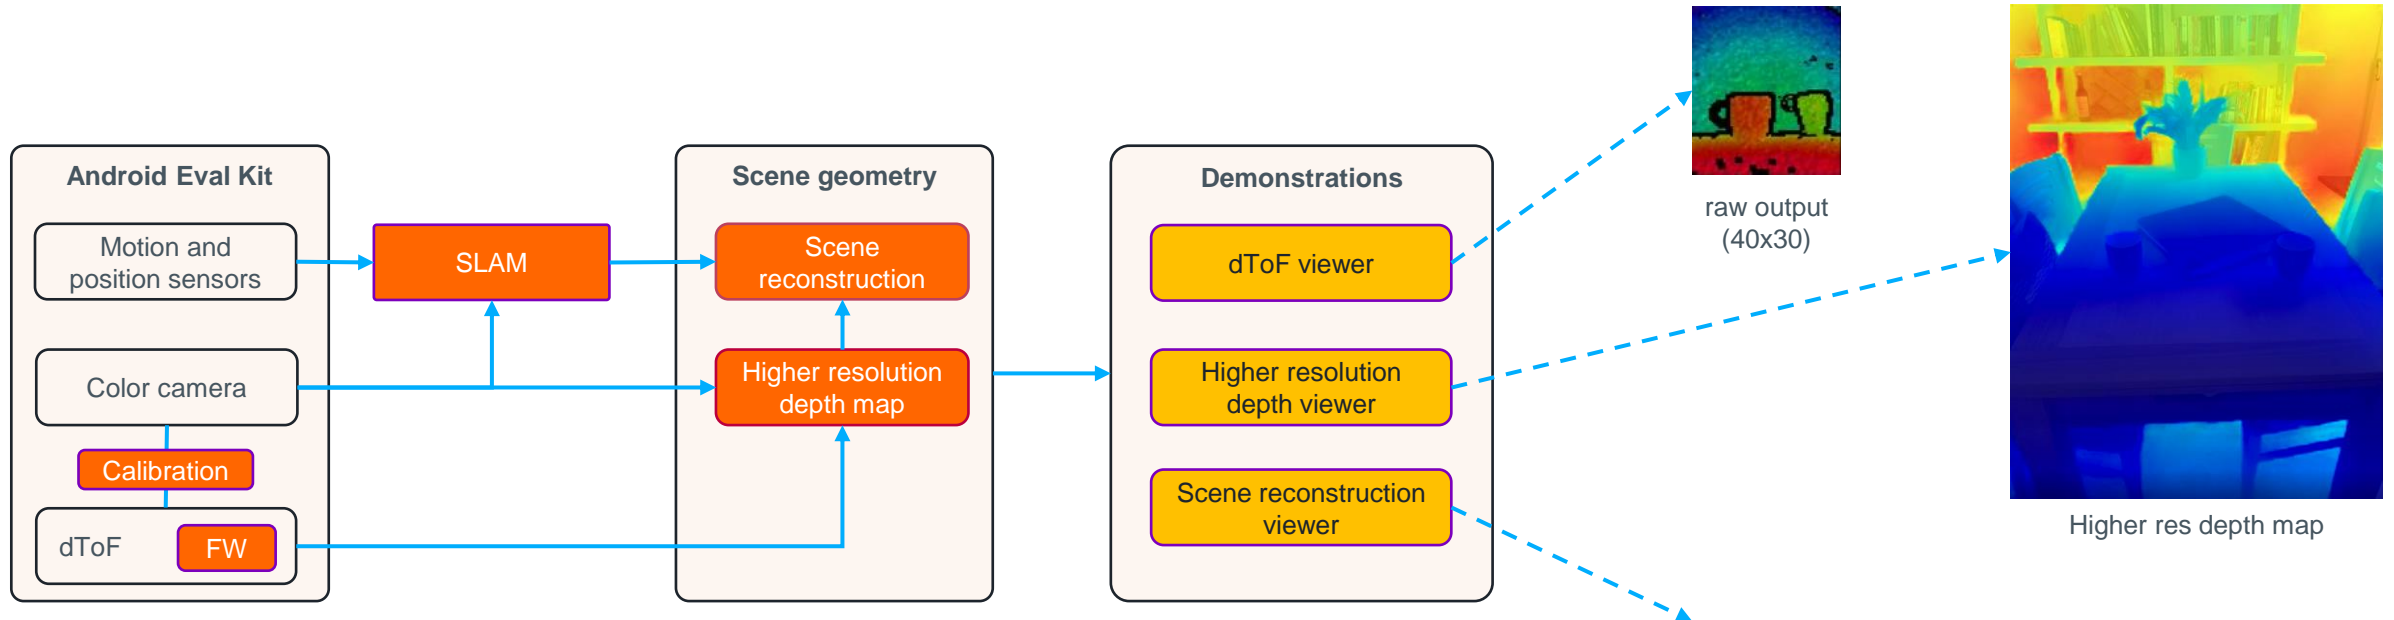 Android Eval Kit
Motion and
position sensors
Color camera
Calibration
dToF
FW
SLAM
Scene geometry
Scene
reconstruction
Higher resolution
depth map
Demonstrations
dToF viewer
Higher resolution
depth viewer
Scene reconstruction
viewer
raw output
(40x30)
Higher res depth map